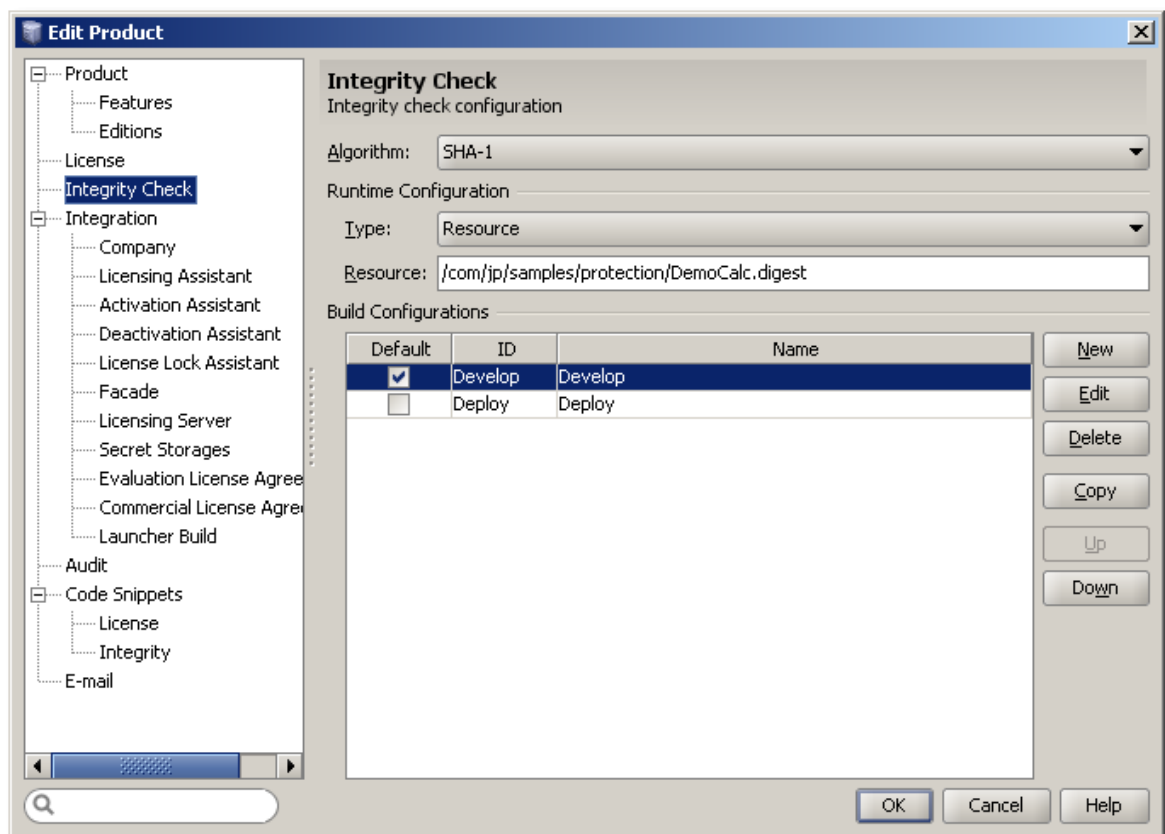 Edit Product
Product
Features
Editions
License
Integrity Check
Integration
Company
Licensing Assistant
Activation Assistant
Deactivation Assistant
License Lock Assistant
Facade
Licensing Server
Secret Storages
Evaluation License Agree
Commercial License Agre
Launcher Build
Audit
Code Snippets
License
Integrity
E-mail
Integrity Check
Integrity check configuration
Algorithm: SHA-1
Runtime Configuration
Type: Resource
Resource: /com/jp/samples/protection/DemoCalc.digest
Build Configurations
Default ID Name
Develop Develop
Deploy Deploy
New
Edit
Delete
Copy
Up
Down
OK Cancel Help